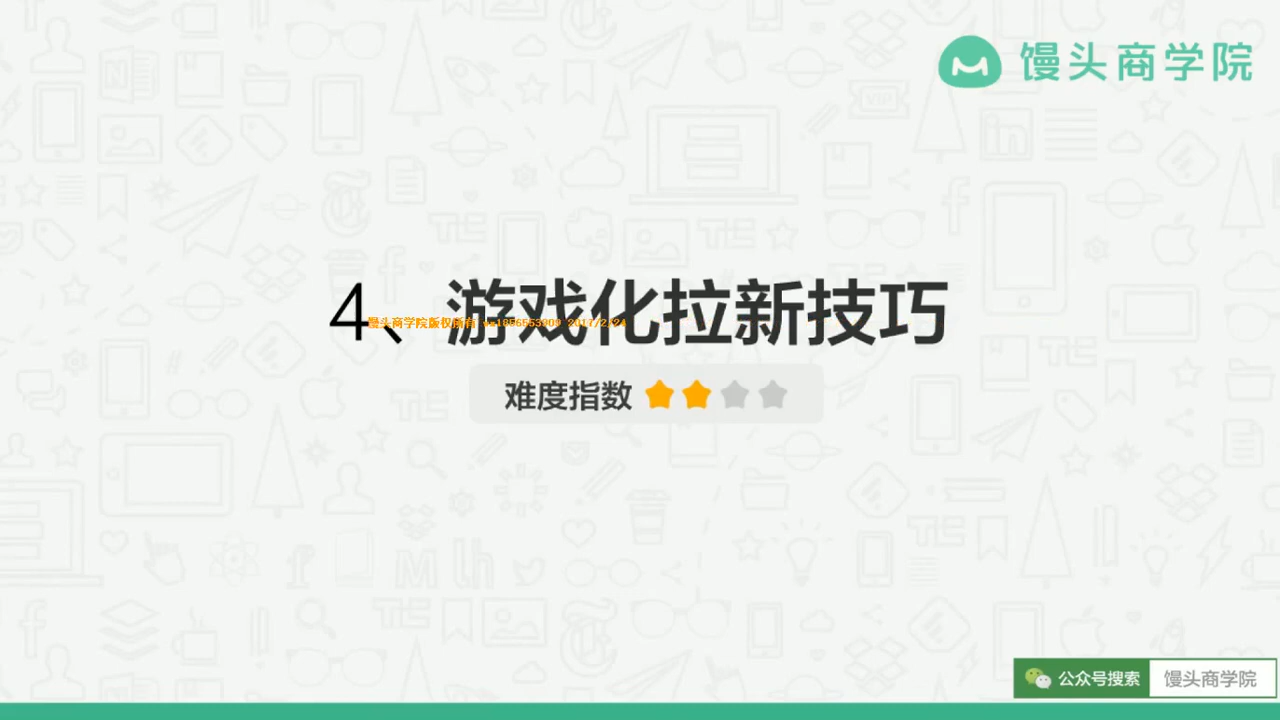 馒头商学院
4、游戏化拉新技巧
难度指数
公众号搜索 馒头商学院